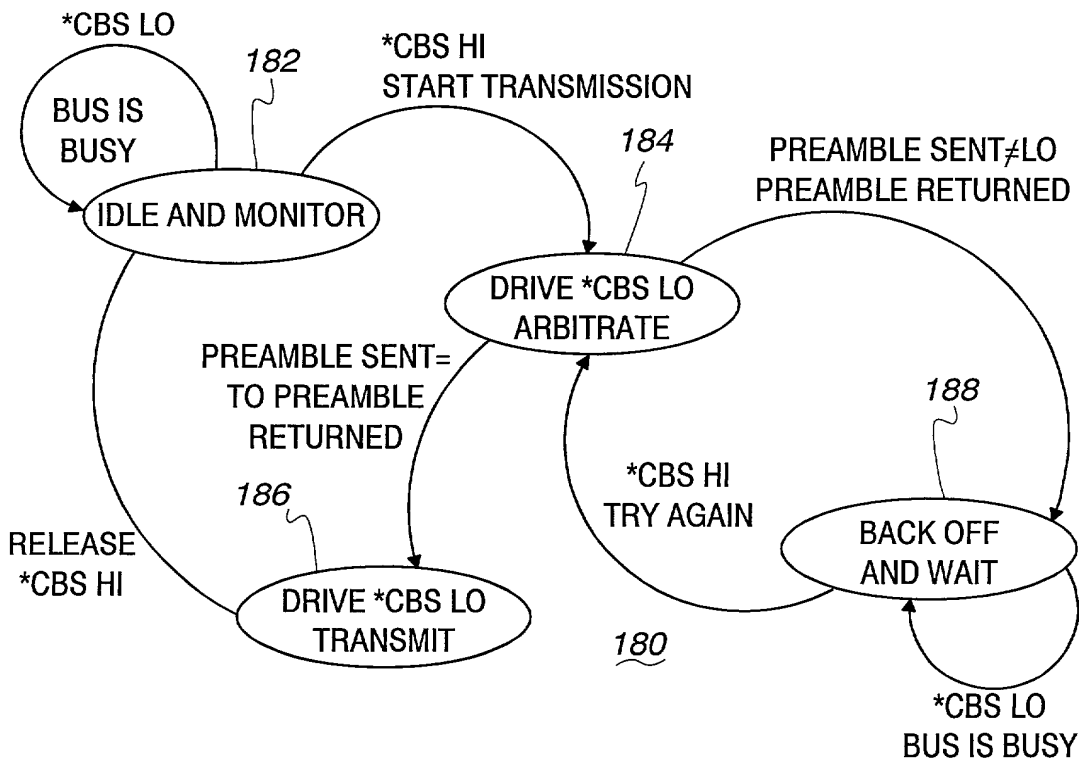 *CBS LO
BUS IS
BUSY
182
*CBS HI
START TRANSMISSION
184
PREAMBLE SENT≠LO
PREAMBLE RETURNED
IDLE AND MONITOR
DRIVE *CBS LO
ARBITRATE
PREAMBLE SENT=
TO PREAMBLE
RETURNED
188
*CBS HI
TRY AGAIN
186
BACK OFF
AND WAIT
RELEASE
*CBS HI
DRIVE *CBS LO
TRANSMIT
180
*CBS LO
BUS IS BUSY